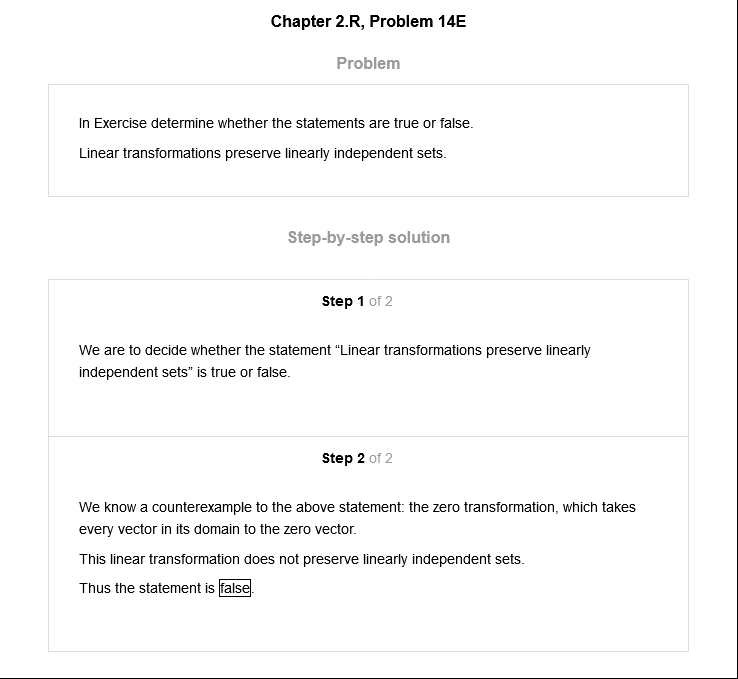 Chapter 2.R, Problem 14E
Problem
In Exercise determine whether the statements are true or false.
Linear transformations preserve linearly independent sets.
Step-by-step solution
Step 1 of 2
We are to decide whether the statement “Linear transformations preserve linearly
independent sets” is true or false.
Step 2 of 2
We know a counterexample to the above statement: the zero transformation, which takes
every vector in its domain to the zero vector.
This linear transformation does not preserve linearly independent sets.
Thus the statement is false.